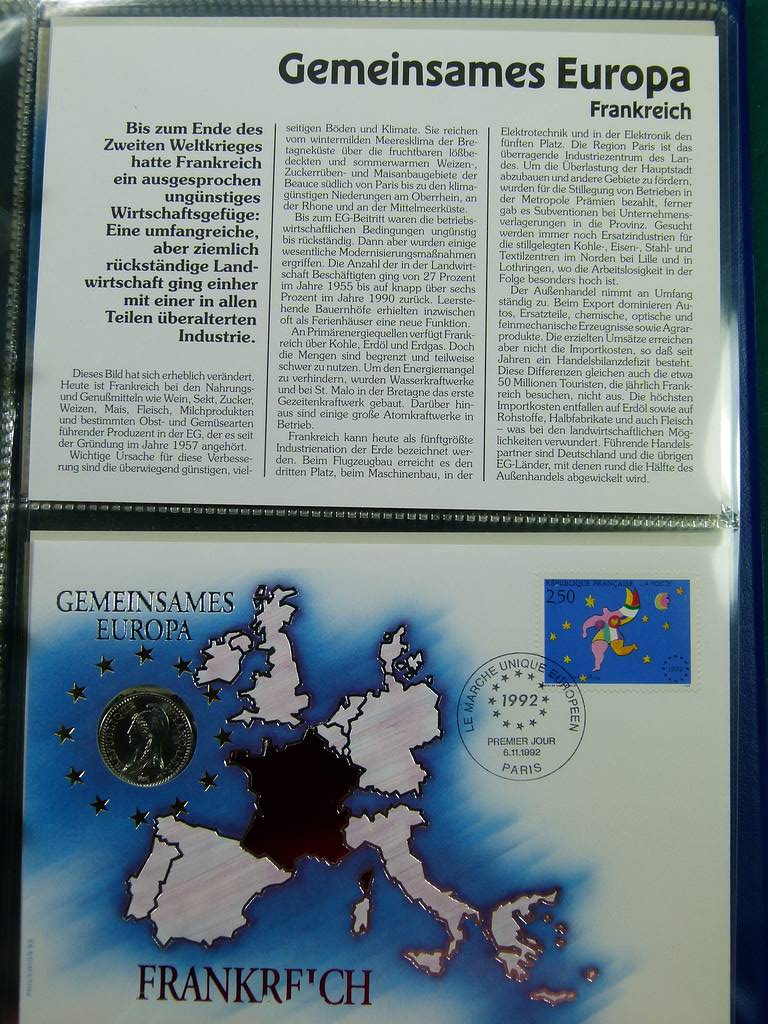 Gemeinsames Europa
Frankreich
Bis zum Ende des
Zweiten Weltkrieges
hatte Frankreich
ein ausgesprochen
ungünstiges
Wirtschaftsgefüge:
Eine umfangreiche,
aber ziemlich
rückständige Land-
wirtschaft ging einher
mit einer in allen
Teilen überalterten
Industrie.
Dieses Bild hat sich erheblich verändert.
Heute ist Frankreich bei den Nahrungs-
und Genußmitteln wie Wein, Sekt, Zucker,
Weizen, Mais, Fleisch, Milchprodukten
und bestimmten Obst- und Gemüsearten
führender Produzent in der EG, der es seit
der Gründung im Jahre 1957 angehört.
Wichtige Ursache für diese Verbesse-
rung sind die überwiegend günstigen, viel-
seitigen Böden und Klimate. Sie reichen
vom wintermilden Meeresklima der Bre-
tagneküste über die fruchtbaren lößbe-
deckten und sommerwarmen Weizen-,
Zuckerrüben- und Maisanbaugebiete der
Beauce südlich von Paris bis zu den klima-
günstigen Niederungen am Oberrhein, an
der Rhone und an der Mittelmeerküste.
Bis zum EG-Beitritt waren die betriebs-
wirtschaftlichen Bedingungen ungünstig
bis rückständig. Dann aber wurden einige
wesentliche Modernisierungsmaßnahmen
ergriffen. Die Anzahl der in der Landwirt-
schaft Beschäftigten ging von 27 Prozent
im Jahre 1955 bis auf knapp über sechs
Prozent im Jahre 1990 zurück. Leerste-
hende Bauernhöfe erhielten inzwischen
oft als Ferienhäuser eine neue Funktion.
An Primärenergiequellen verfügt Frank-
reich über Kohle, Erdöl und Erdgas. Doch
die Mengen sind begrenzt und teilweise
schwer zu nutzen. Um den Energiemangel
zu verhindern, wurden Wasserkraftwerke
und bei St. Malo in der Bretagne das erste
Gezeitenkraftwerk gebaut. Darüber hin-
aus sind einige große Atomkraftwerke in
Betrieb.
Frankreich kann heute als fünftgrößte
Industrienation der Erde bezeichnet wer-
den. Beim Flugzeugbau erreicht es den
dritten Platz, beim Maschinenbau, in der
Elektrotechnik und in der Elektronik den
fünften Platz. Die Region Paris ist das
überragende Industriezentrum des Lan-
des. Um die Überlastung der Hauptstadt
abzubauen und andere Gebiete zu fördern,
wurden für die Stillegung von Betrieben in
der Metropole Prämien bezahlt, ferner
gab es Subventionen bei Unternehmens-
verlagerungen in die Provinz. Gesucht
werden immer noch Ersatzindustrien für
die stillgelegten Kohle-, Eisen-, Stahl- und
Textilzentren im Norden bei Lille und in
Lothringen, wo die Arbeitslosigkeit in der
Folge besonders hoch ist.
Der Außenhandel nimmt an Umfang
ständig zu. Beim Export dominieren Au-
tos, Ersatzteile, chemische, optische und
feinmechanische Erzeugnisse sowie Agrar-
produkte. Die erzielten Umsätze erreichen
aber nicht die Importkosten, so daß seit
Jahren ein Handelsbilanzdefizit besteht.
Diese Differenzen gleichen auch die etwa
50 Millionen Touristen, die jährlich Frank-
reich besuchen, nicht aus. Die höchsten
Importkosten entfallen auf Erdöl sowie auf
Rohstoffe, Halbfabrikate und auch Fleisch
– was bei den landwirtschaftlichen Mög-
lichkeiten verwundert. Führende Handels-
partner sind Deutschland und die übrigen
EG-Länder, mit denen rund die Hälfte des
Außenhandels abgewickelt wird.
GEMEINSAMES
EUROPA
REPUBLIQUE FRANÇAISE LA POSTE
2,50
1992
LE MARCHE UNIQUE EUROPEEN
1992
PREMIER JOUR
6.11.1992
PARIS
FRANKREICH